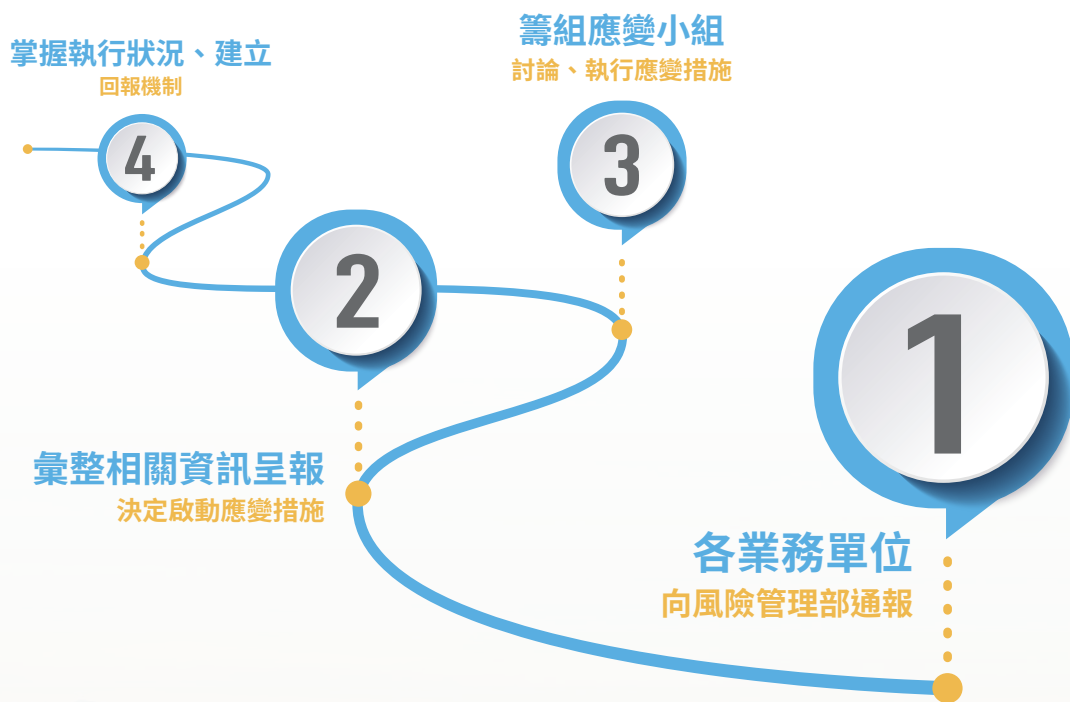 掌握執行狀況、建立
回報機制
4
籌組應變小組
討論、執行應變措施
3
2
彙整相關資訊呈報
決定啟動應變措施
1
各業務單位
向風險管理部通報